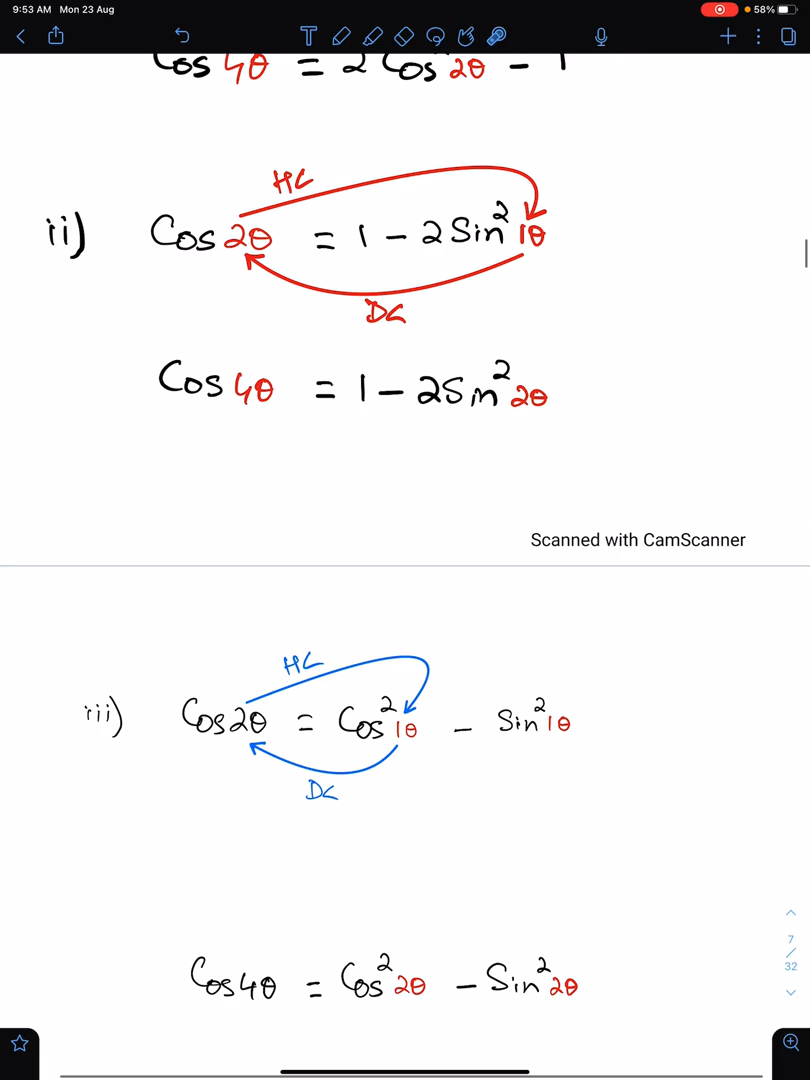 9:53 AM Mon 23 Aug
58%
T
Cos 4θ = 2 Cos² 2θ - 1
HC
ii) Cos 2θ = 1 - 2 Sin² 1θ
DC
Cos 4θ = 1 - 2 Sin² 2θ
Scanned with CamScanner
HC
iii) Cos 2θ = Cos² 1θ - Sin² 1θ
DC
7
/
32
Cos 4θ = Cos² 2θ - Sin² 2θ